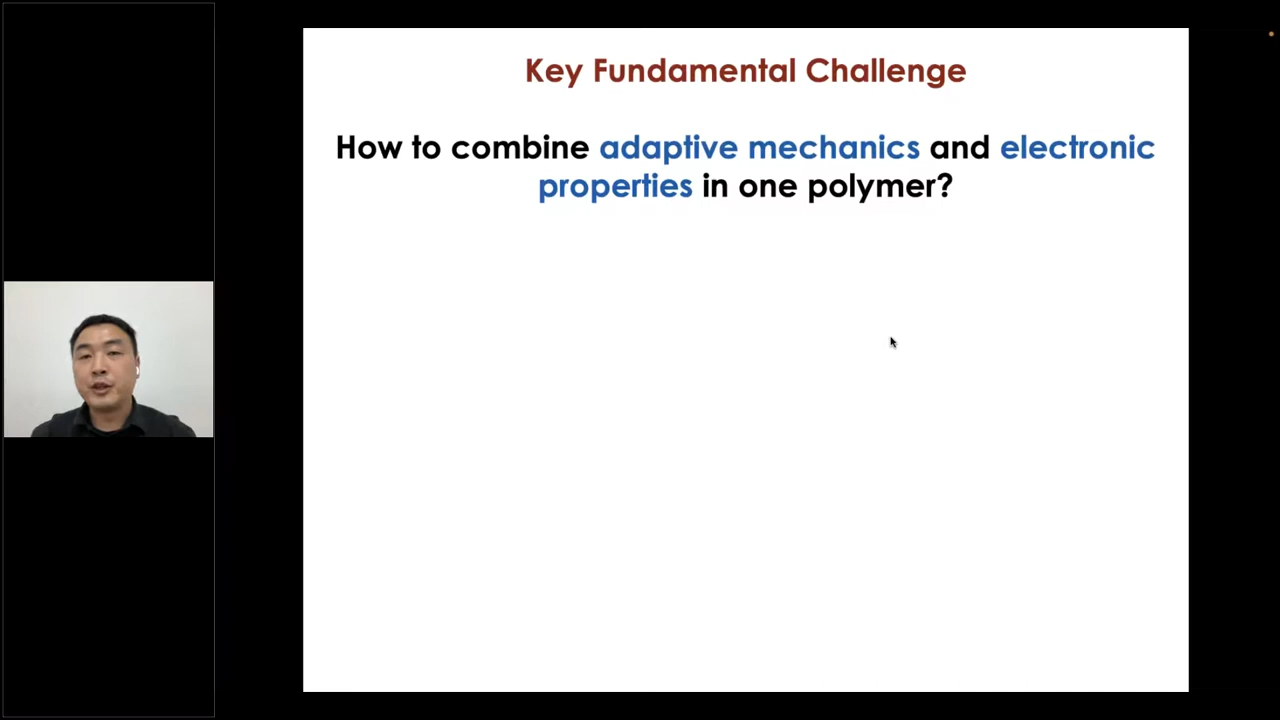 Key Fundamental Challenge
How to combine adaptive mechanics and electronic
properties in one polymer?